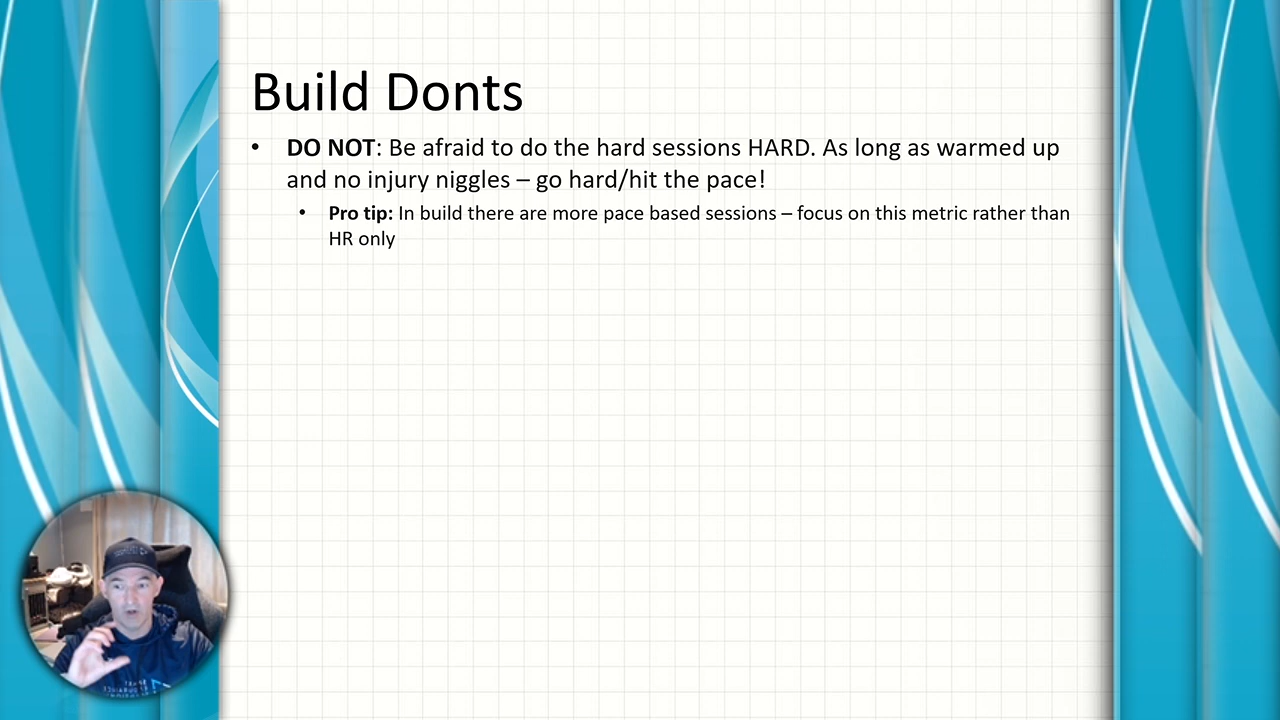 Build Donts
• DO NOT: Be afraid to do the hard sessions HARD. As long as warmed up
and no injury niggles – go hard/hit the pace!
• Pro tip: In build there are more pace based sessions – focus on this metric rather than
HR only